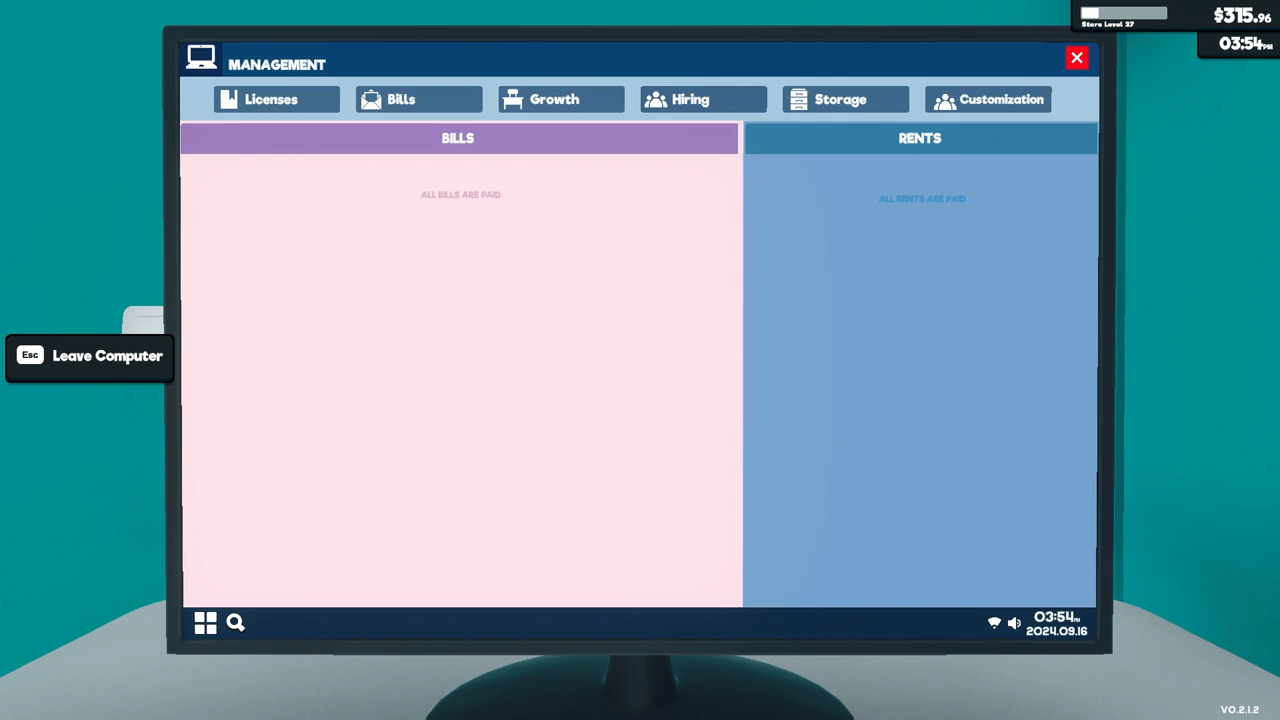 $315.96
Store Level 27
03:54PM
MANAGEMENT
Licenses
Bills
Growth
Hiring
Storage
Customization
BILLS
RENTS
ALL BILLS ARE PAID
ALL RENTS ARE PAID
Esc Leave Computer
03:54PM
2024.09.16
V0.2.1.2